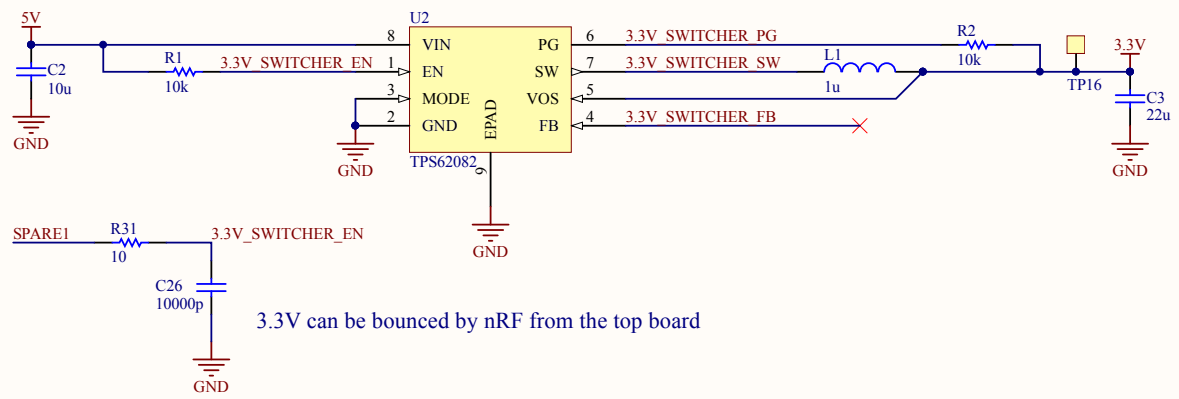 U2
5V
C2
10u
GND
R1
10k
3.3V_SWITCHER_EN
8
1
3
2
VIN
EN
MODE
GND
EPAD
PG
SW
VOS
FB
6
7
5
4
TPS62082
9
GND
GND
3.3V_SWITCHER_PG
3.3V_SWITCHER_SW
3.3V_SWITCHER_FB
L1
1u
R2
10k
TP16
3.3V
C3
22u
GND
SPARE1
R31
10
3.3V_SWITCHER_EN
C26
10000p
GND
3.3V can be bounced by nRF from the top board